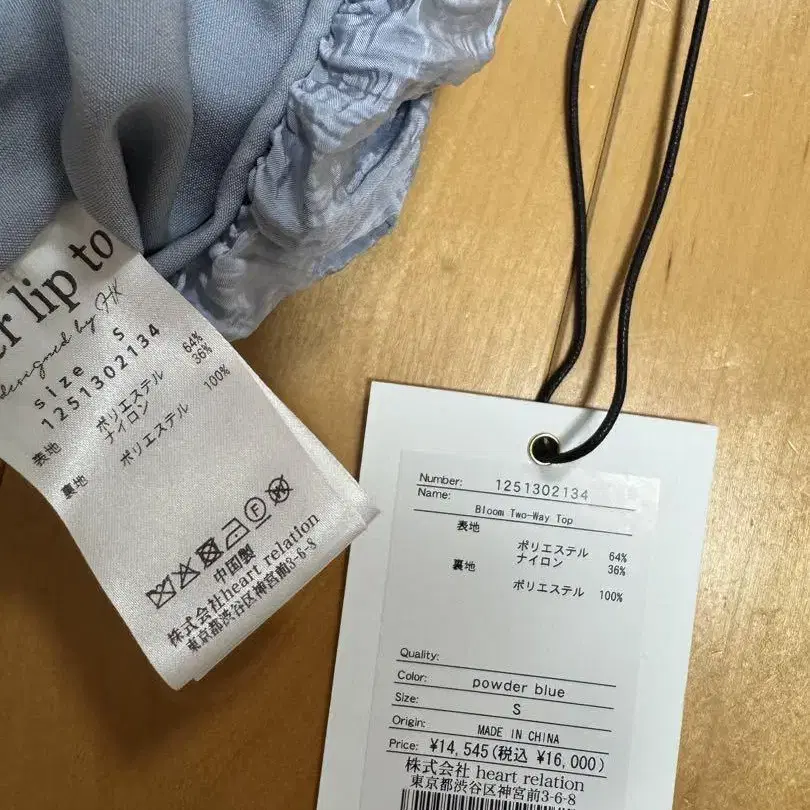 r lip to
designed by HK
size S
1251302134
表地 ポリエステル 64%
ナイロン 36%
裏地 ポリエステル 100%
中国製
株式会社heart relation
東京都渋谷区神宮前3-6-8
Number: 1251302134
Name: Bloom Two-Way Top
表地
ポリエステル 64%
ナイロン 36%
裏地
ポリエステル 100%
Quality:
Color: powder blue
Size: S
Origin: MADE IN CHINA
Price: ¥14,545(税込 ¥16,000)
株式会社 heart relation
東京都渋谷区神宮前3-6-8